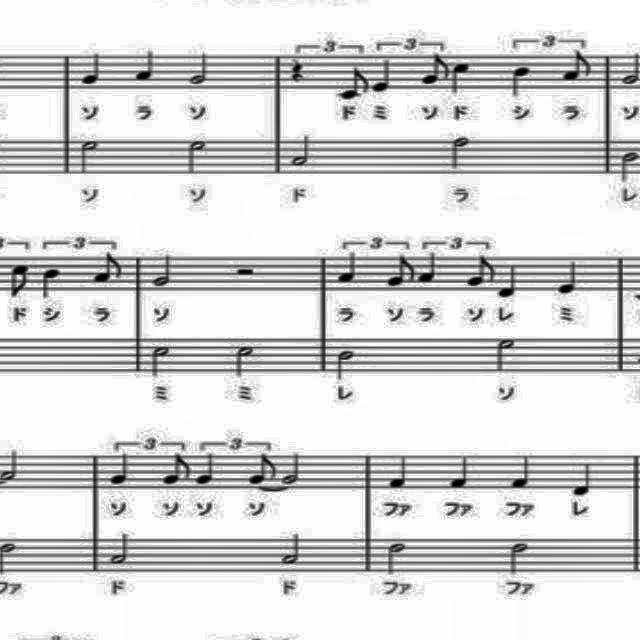 3 3 3
ソ ラ ソ ド ミ ソ ド シ ラ ソ
ソ ソ ド ラ レ
3 3 3 3
ド シ ラ ソ ラ ソ ラ ソ レ ミ
ミ ミ レ ソ
3 3
ソ ソ ソ ソ ファ ファ ファ レ
ファ ド ド ファ ファ